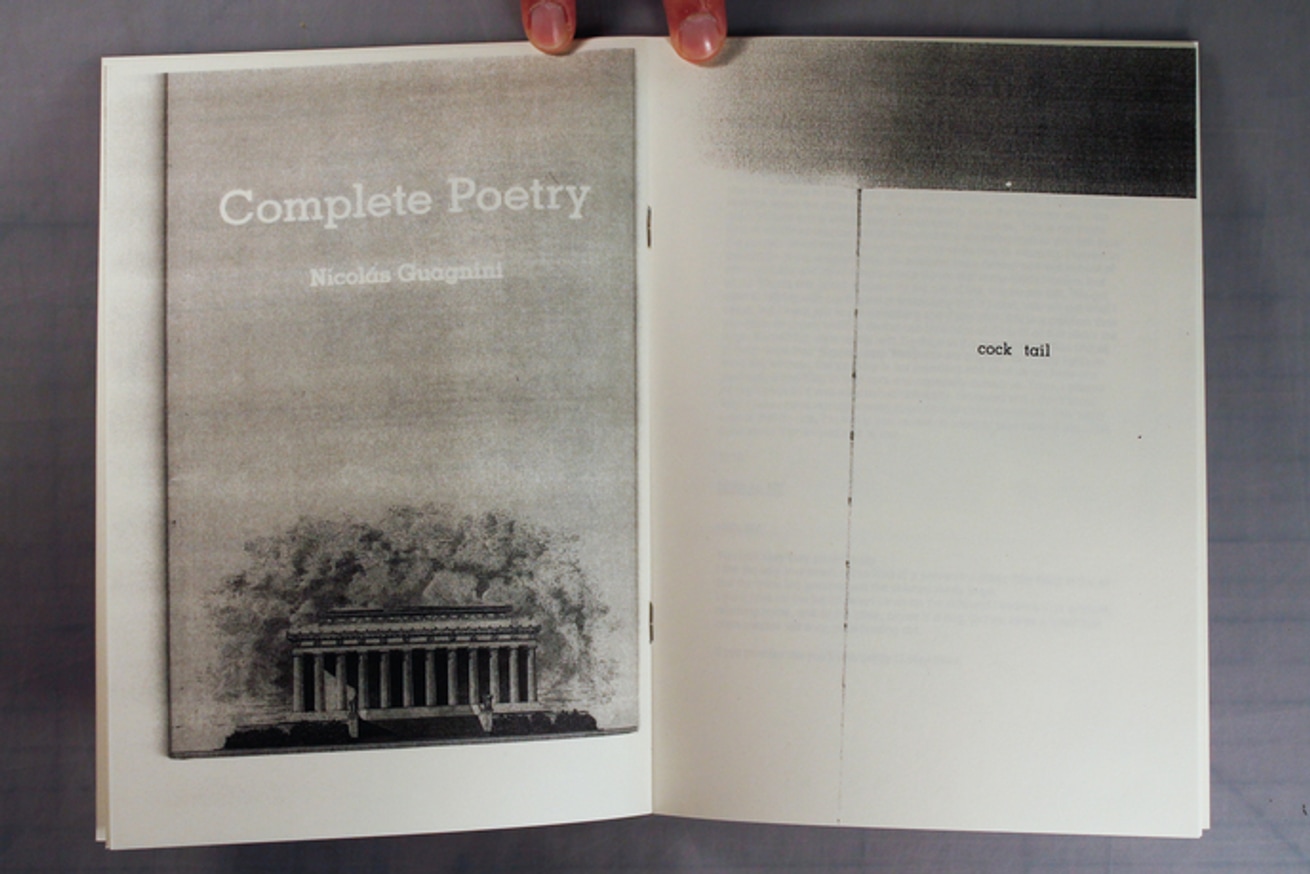 Complete Poetry
Nicolás Guagnini
cock tail